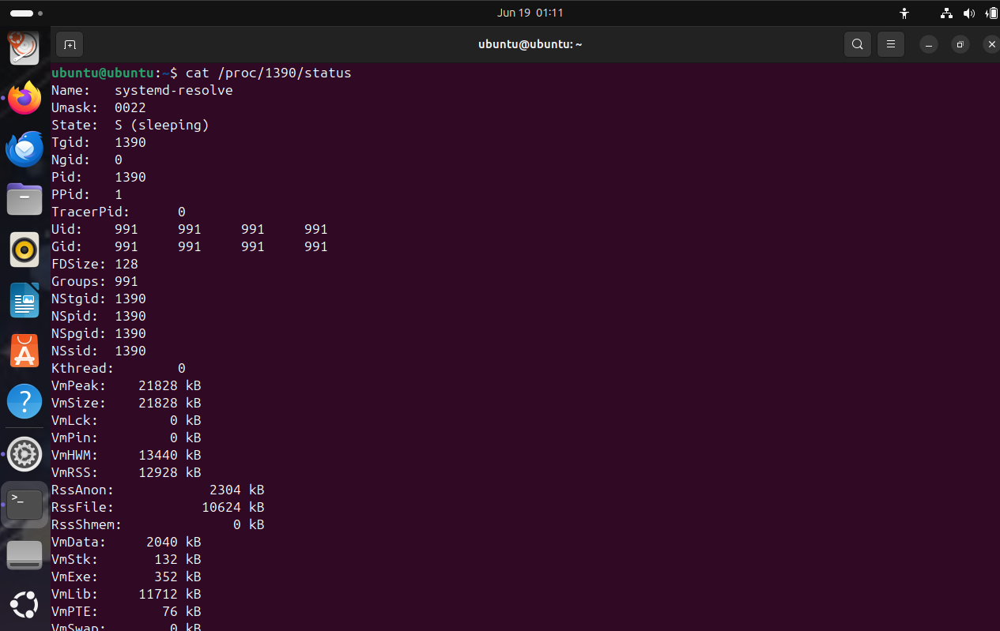 Jun 19 01:11
ubuntu@ubuntu: ~
ubuntu@ubuntu:~$ cat /proc/1390/status
Name:   systemd-resolve
Umask:  0022
State:  S (sleeping)
Tgid:   1390
Ngid:   0
Pid:    1390
PPid:   1
TracerPid:      0
Uid:    991     991     991     991
Gid:    991     991     991     991
FDSize: 128
Groups: 991
NStgid: 1390
NSpid:  1390
NSpgid: 1390
NSsid:  1390
Kthread:        0
VmPeak:    21828 kB
VmSize:    21828 kB
VmLck:         0 kB
VmPin:         0 kB
VmHWM:     13440 kB
VmRSS:     12928 kB
RssAnon:            2304 kB
RssFile:           10624 kB
RssShmem:              0 kB
VmData:     2040 kB
VmStk:       132 kB
VmExe:       352 kB
VmLib:     11712 kB
VmPTE:        76 kB
VmSwap:        0 kB